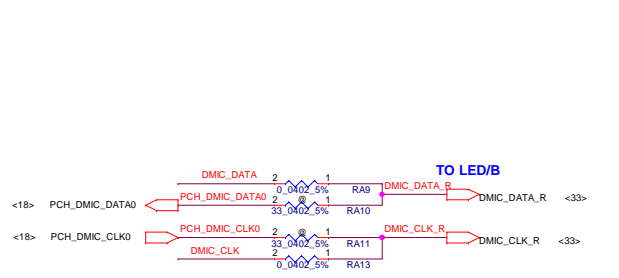 TO LED/B
DMIC_DATA 2 1
0_0402_5% RA9 DMIC_DATA_R
<18> PCH_DMIC_DATA0 PCH_DMIC_DATA0 2 @ 1 DMIC_DATA_R <33>
33_0402_5% RA10
<18> PCH_DMIC_CLK0 PCH_DMIC_CLK0 2 @ 1 DMIC_CLK_R DMIC_CLK_R <33>
33_0402_5% RA11
DMIC_CLK 2 1
0_0402_5% RA13